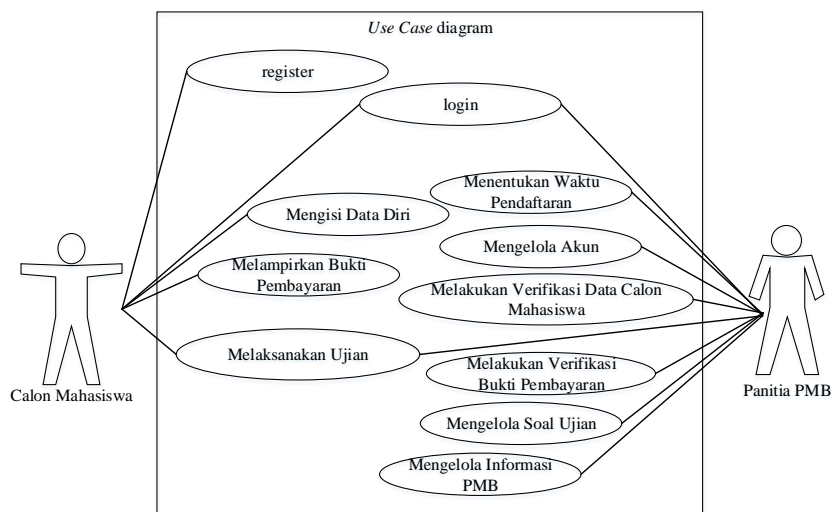 Use Case diagram
register
login
Menentukan Waktu
Pendaftaran
Mengisi Data Diri
Mengelola Akun
Melampirkan Bukti
Pembayaran
Melakukan Verifikasi Data Calon
Mahasiswa
Melaksanakan Ujian
Melakukan Verifikasi
Bukti Pembayaran
Calon Mahasiswa
Panitia PMB
Mengelola Soal Ujian
Mengelola Informasi
PMB